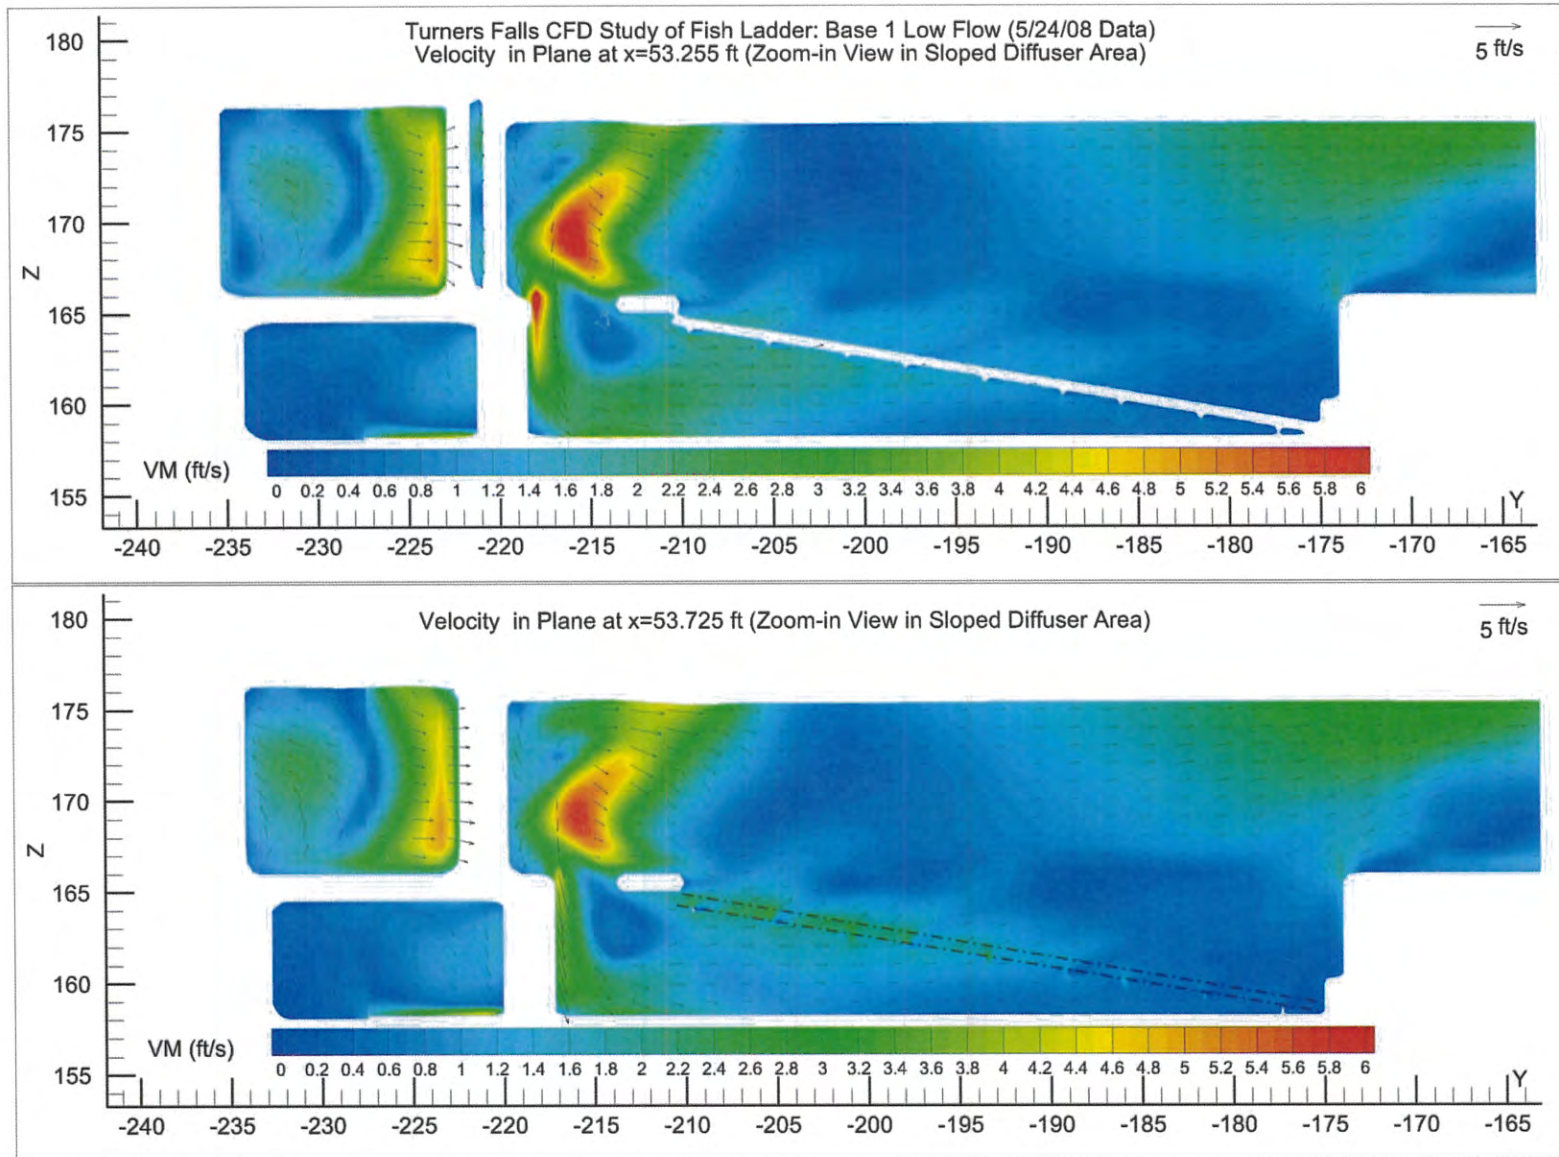 Turners Falls CFD Study of Fish Ladder: Base 1 Low Flow (5/24/08 Data)
Velocity in Plane at x=53.255 ft (Zoom-in View in Sloped Diffuser Area)
5 ft/s
180
175
170
Z
165
160
155
VM (ft/s)
0 0.2 0.4 0.6 0.8 1 1.2 1.4 1.6 1.8 2 2.2 2.4 2.6 2.8 3 3.2 3.4 3.6 3.8 4 4.4 4.6 4.8 5 5.2 5.4 5.6 5.8 6
Y
-240 -235 -230 -225 -220 -215 -210 -205 -200 -195 -190 -185 -180 -175 -170 -165
Velocity in Plane at x=53.725 ft (Zoom-in View in Sloped Diffuser Area)
5 ft/s
180
175
170
Z
165
160
155
VM (ft/s)
0 0.2 0.4 0.6 0.8 1 1.2 1.4 1.6 1.8 2 2.2 2.4 2.6 2.8 3 3.2 3.4 3.6 3.8 4 4.4 4.6 4.8 5 5.2 5.4 5.6 5.8 6
Y
-240 -235 -230 -225 -220 -215 -210 -205 -200 -195 -190 -185 -180 -175 -170 -165